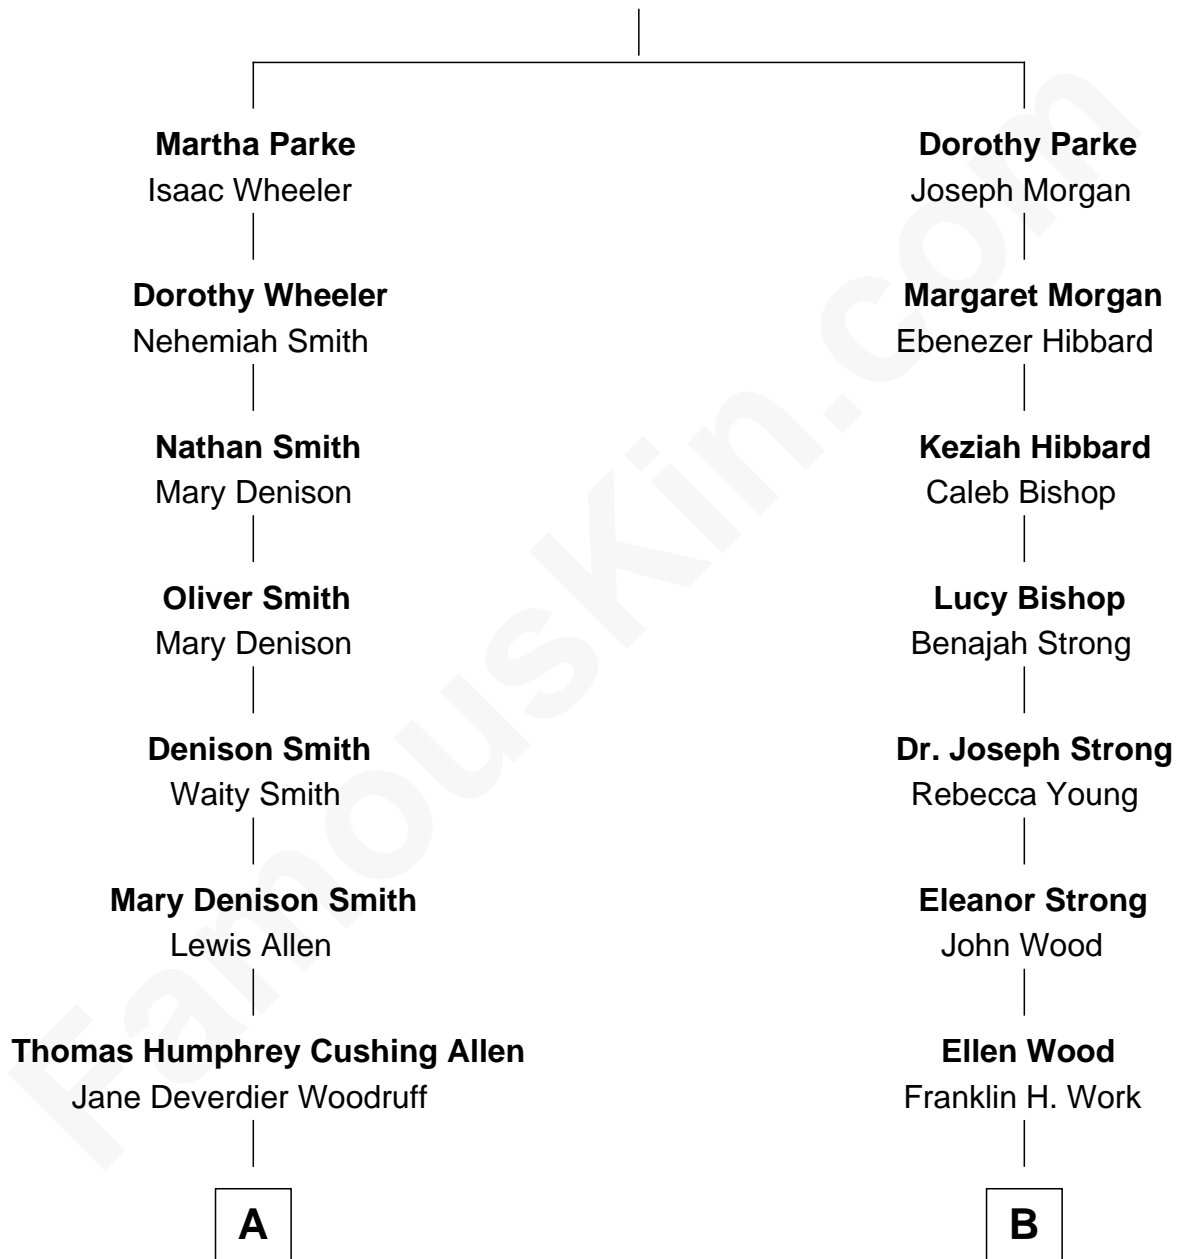 Martha Parke
Isaac Wheeler
Dorothy Wheeler
Nehemiah Smith
Nathan Smith
Mary Denison
Oliver Smith
Mary Denison
Denison Smith
Waity Smith
Mary Denison Smith
Lewis Allen
Thomas Humphrey Cushing Allen
Jane Deverdier Woodruff
A
Dorothy Parke
Joseph Morgan
Margaret Morgan
Ebenezer Hibbard
Keziah Hibbard
Caleb Bishop
Lucy Bishop
Benajah Strong
Dr. Joseph Strong
Rebecca Young
Eleanor Strong
John Wood
Ellen Wood
Franklin H. Work
B
FamousKin.com